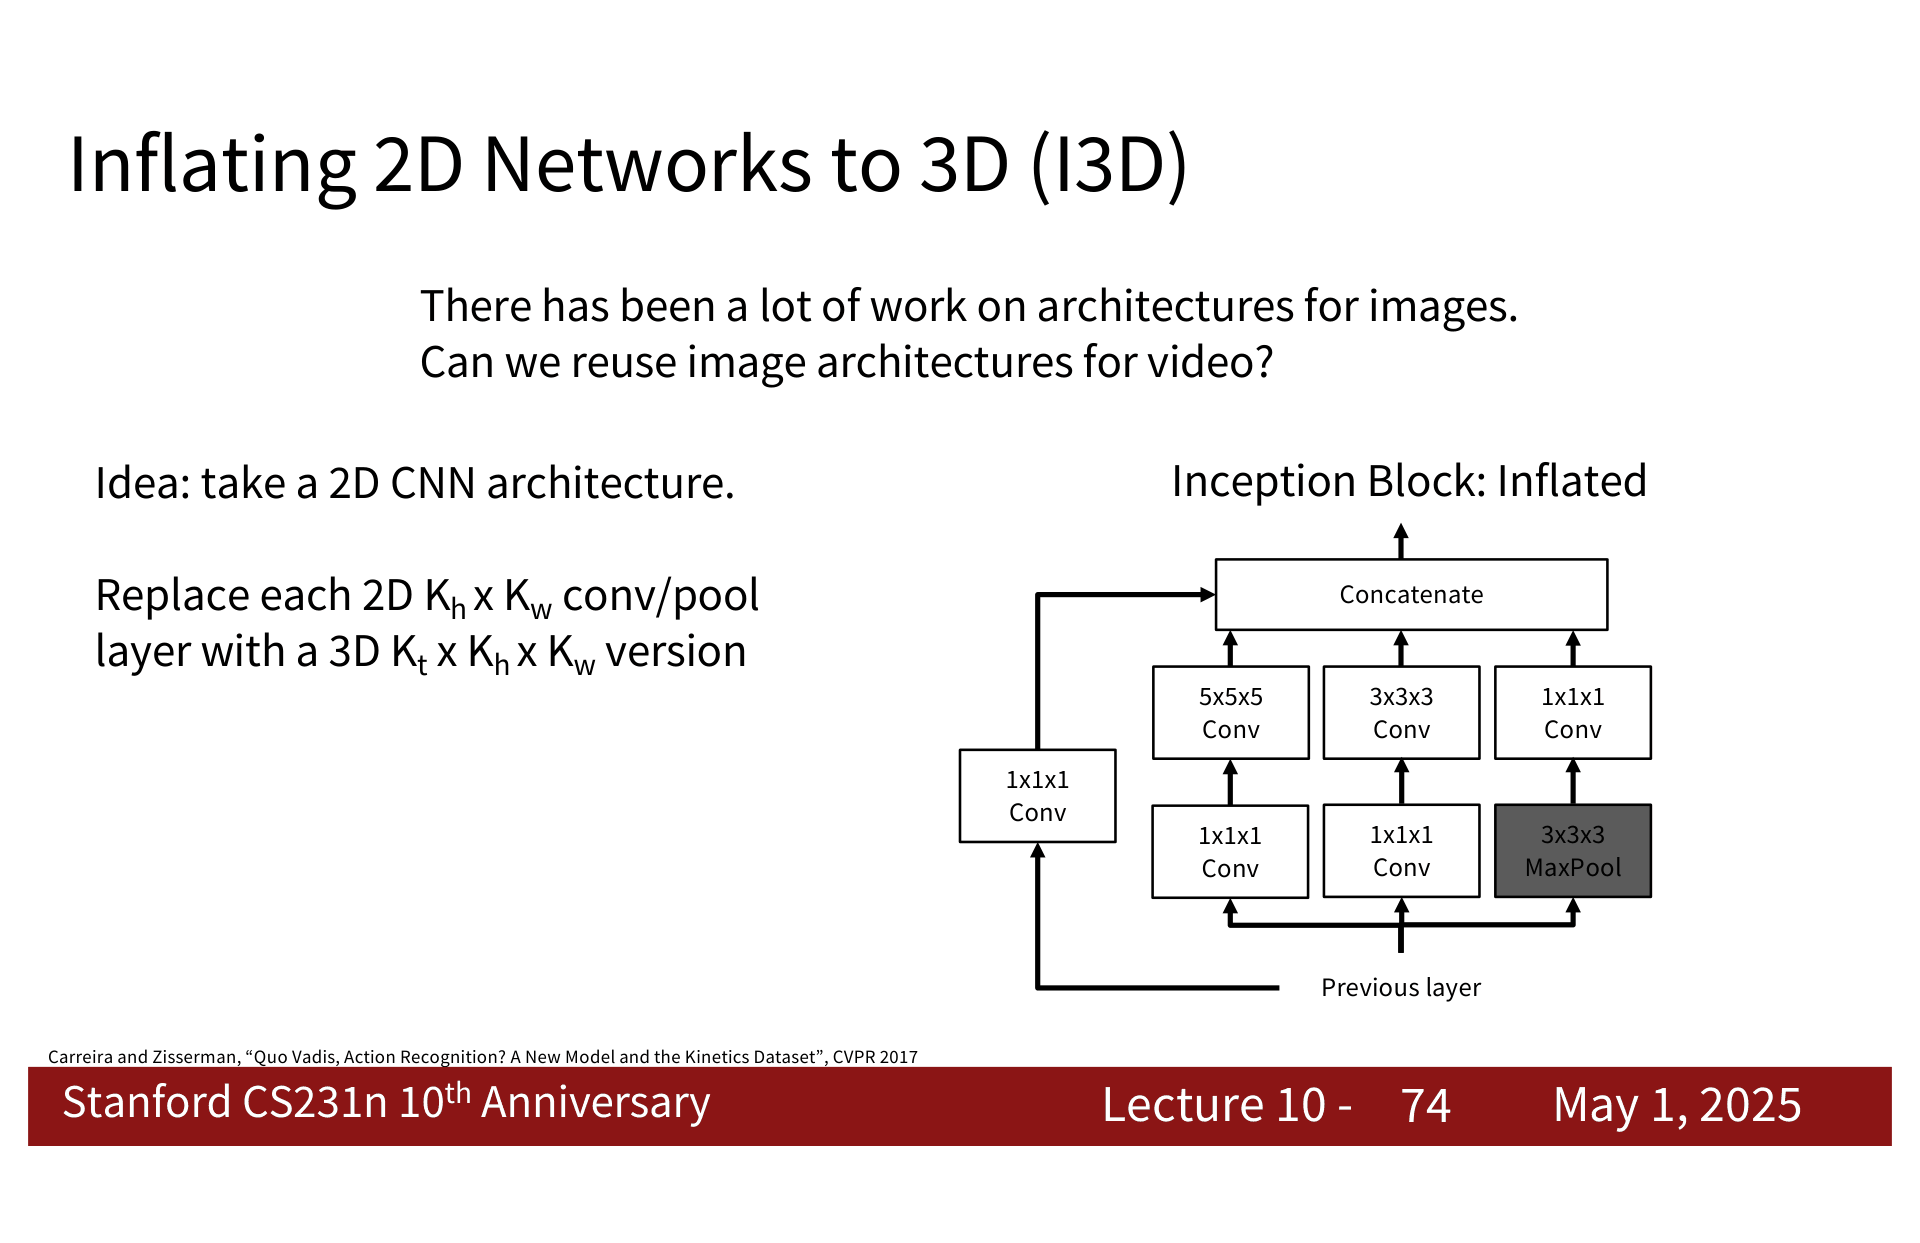 Inflating 2D Networks to 3D (I3D)
There has been a lot of work on architectures for images.
Can we reuse image architectures for video?
Idea: take a 2D CNN architecture.
Replace each 2D Kh x Kw conv/pool
layer with a 3D Kt x Kh x Kw version
Inception Block: Inflated
Concatenate
5x5x5
Conv
3x3x3
Conv
1x1x1
Conv
1x1x1
Conv
1x1x1
Conv
1x1x1
Conv
3x3x3
MaxPool
Previous layer
Carreira and Zisserman, “Quo Vadis, Action Recognition? A New Model and the Kinetics Dataset”, CVPR 2017
Stanford CS231n 10th Anniversary
Lecture 10 - 74
May 1, 2025